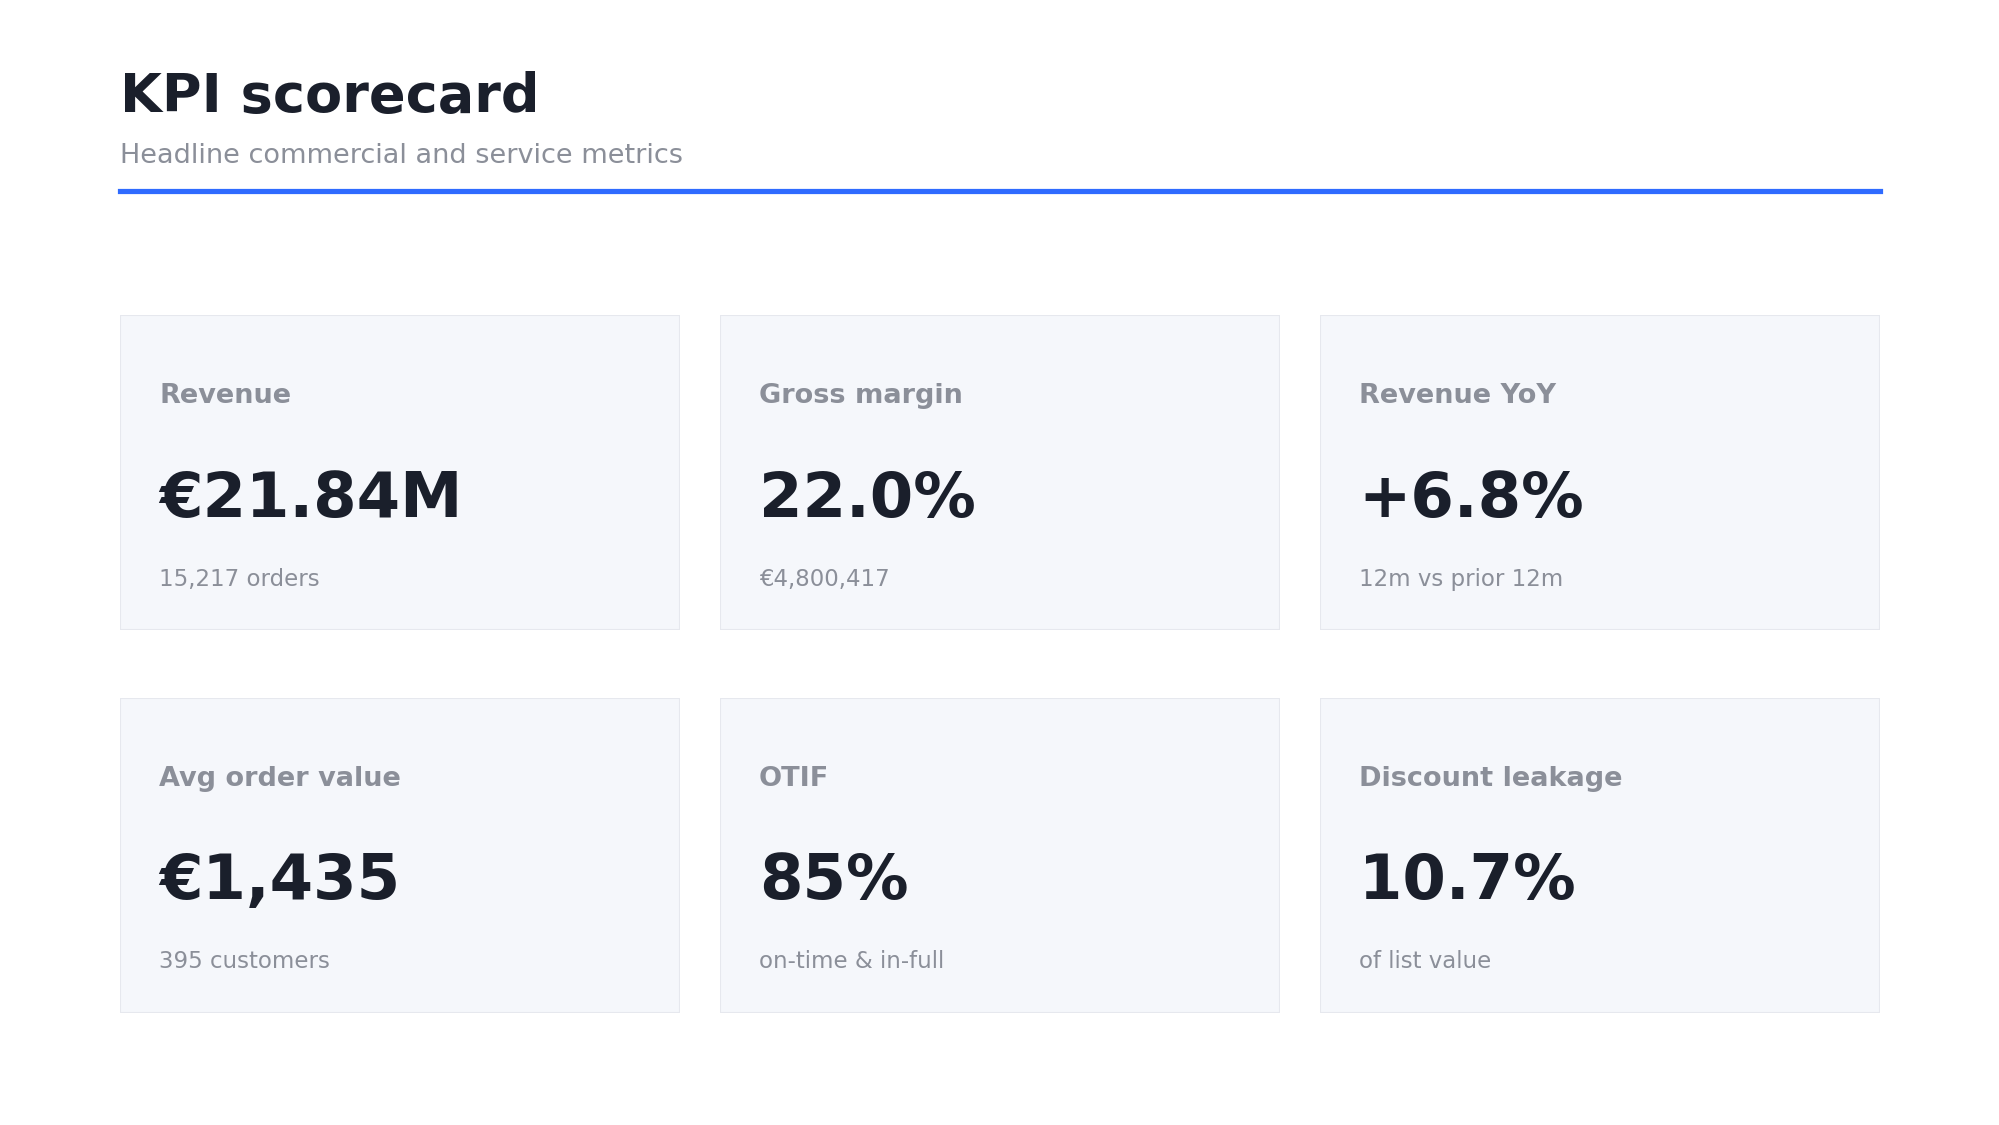 KPI scorecard
Headline commercial and service metrics
Revenue
€21.84M
15,217 orders
Gross margin
22.0%
€4,800,417
Revenue YoY
+6.8%
12m vs prior 12m
Avg order value
€1,435
395 customers
OTIF
85%
on-time & in-full
Discount leakage
10.7%
of list value